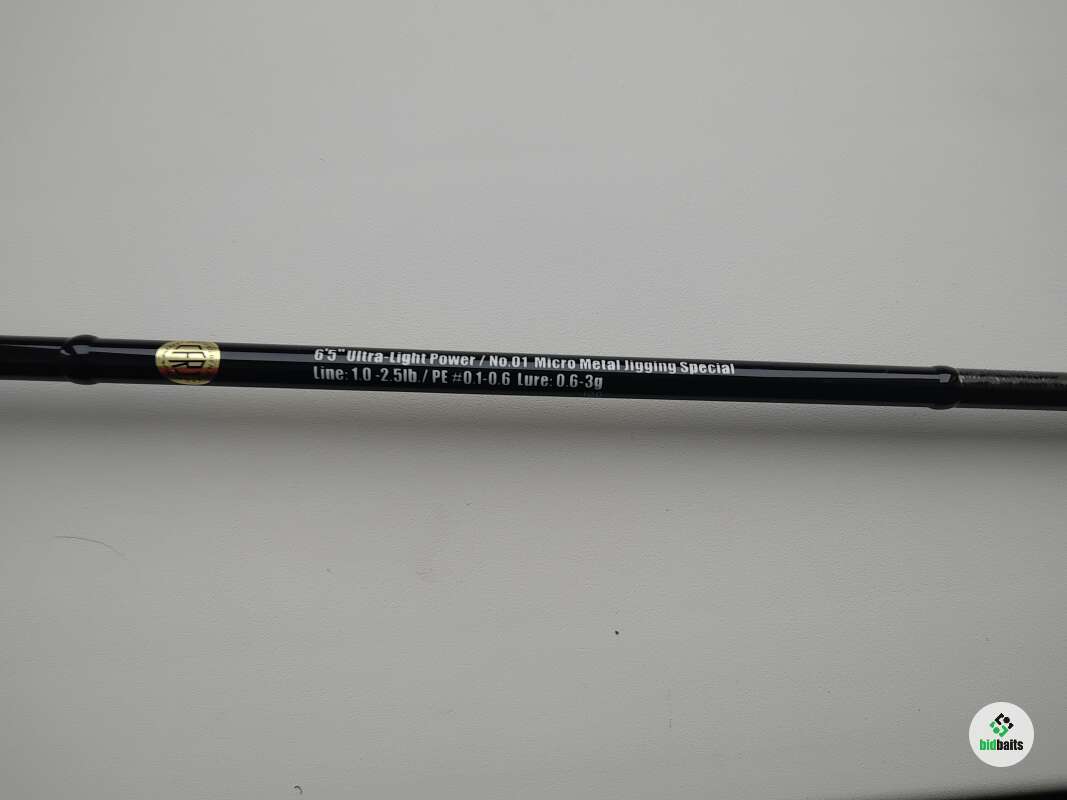 CFR
6'5" Ultra-Light Power / No.01 Micro Metal Jigging Special
Line: 1.0 -2.5lb. / PE #0.1-0.6 Lure: 0.6-3g
bidbaits